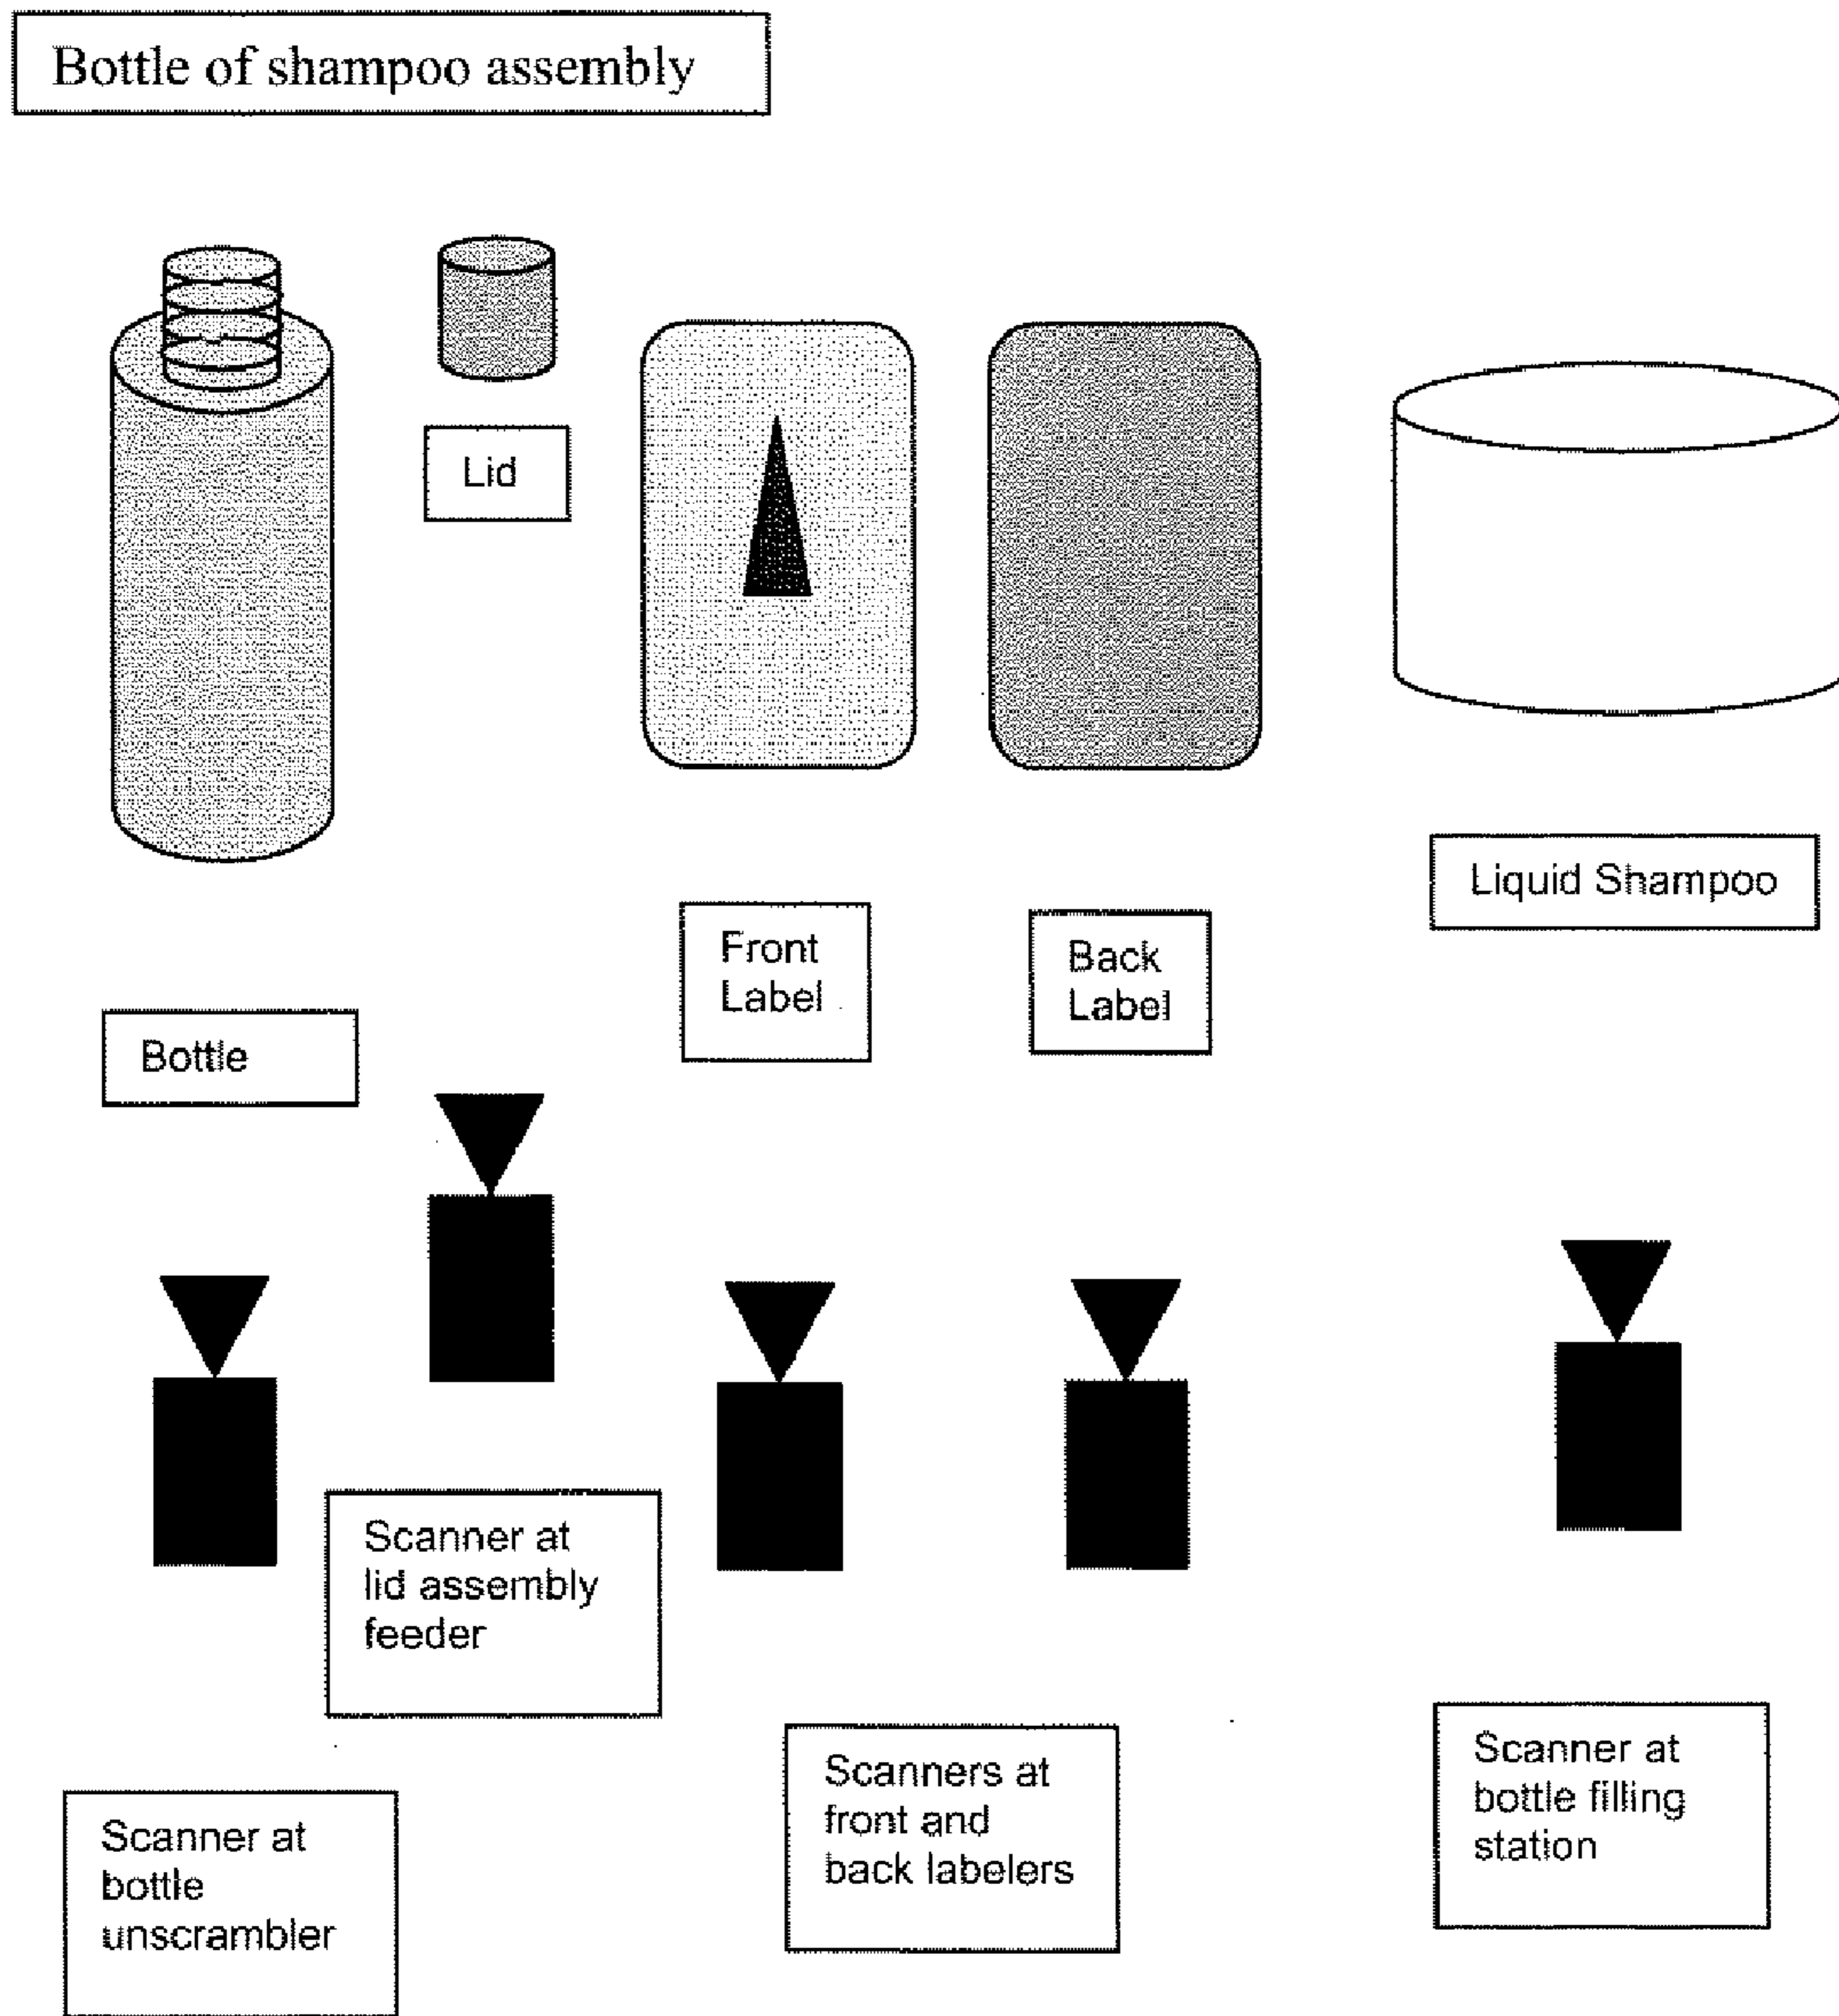 Bottle of shampoo assembly
Lid
Liquid Shampoo
Front
Label
Back
Label
Bottle
Scanner at
lid assembly
feeder
Scanner at
bottle filling
station
Scanners at
front and
back labelers
Scanner at
bottle
unscrambler